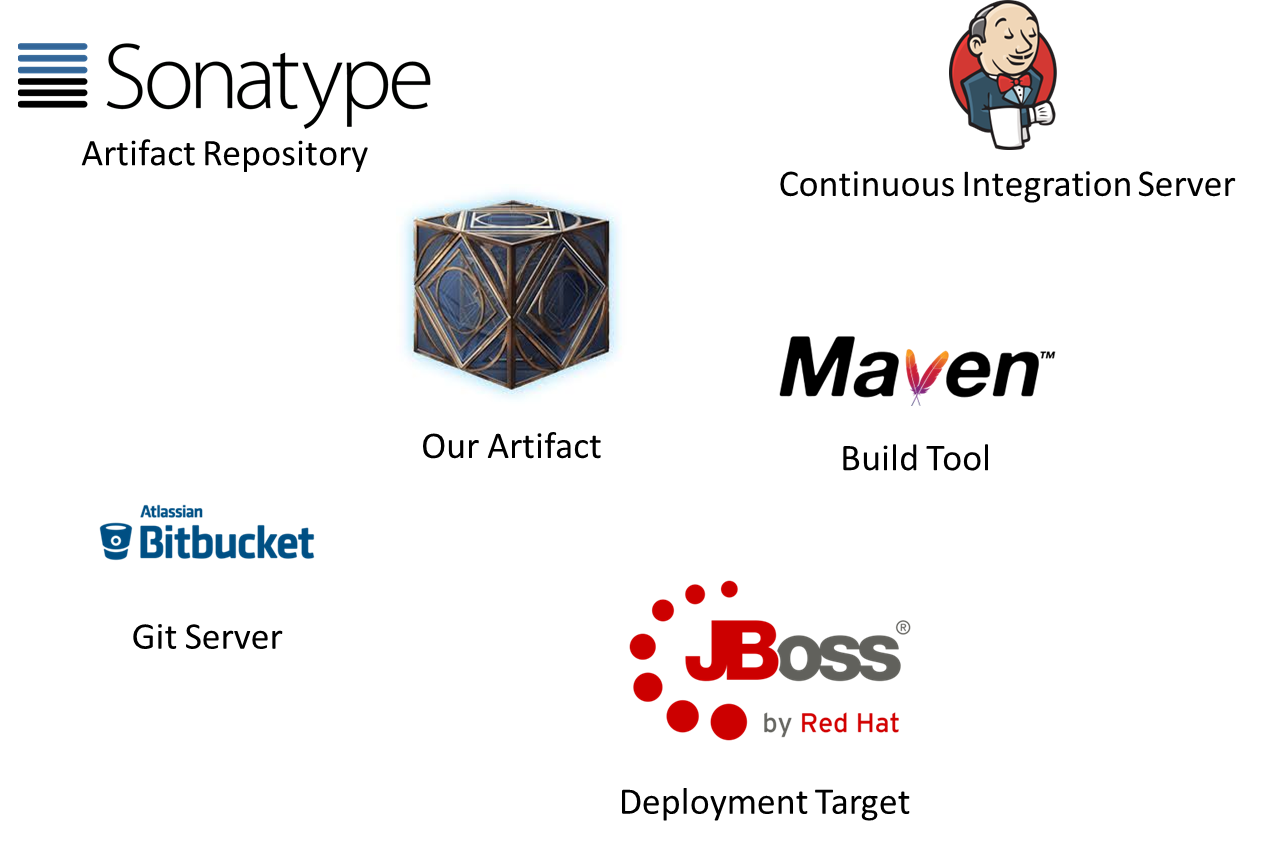 Sonatype
Artifact Repository
Continuous Integration Server
Maven™
Our Artifact
Build Tool
Atlassian
Bitbucket
Git Server
JBoss®
by Red Hat
Deployment Target